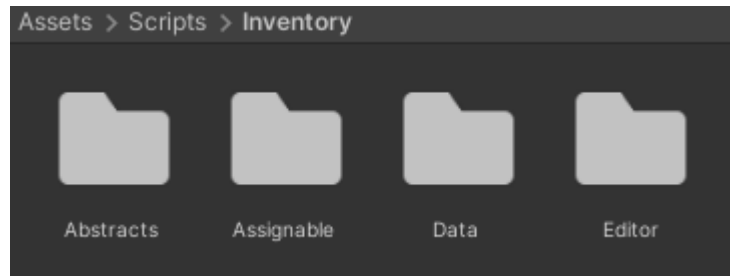 Assets > Scripts > Inventory
Abstracts Assignable Data Editor